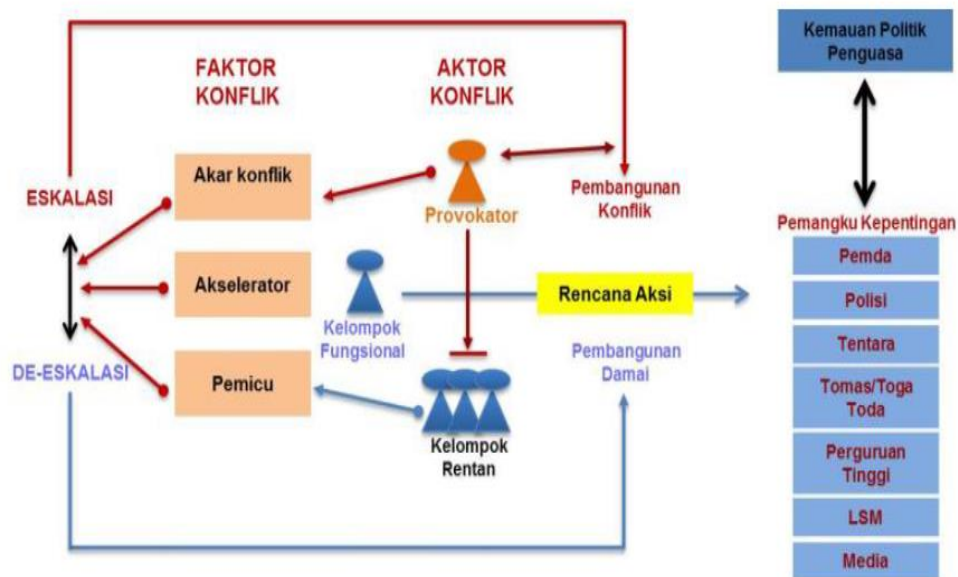 Kemauan Politik
Penguasa
FAKTOR
KONFLIK
AKTOR
KONFLIK
Akar konflik
ESKALASI
Provokator
Pembangunan
Konflik
Pemangku Kepentingan
Pemda
Akselerator
Rencana Aksi
Polisi
Kelompok
Fungsional
Tentara
DE-ESKALASI
Pemicu
Pembangunan
Damai
Tomas/Toga
Toda
Kelompok
Rentan
Perguruan
Tinggi
LSM
Media